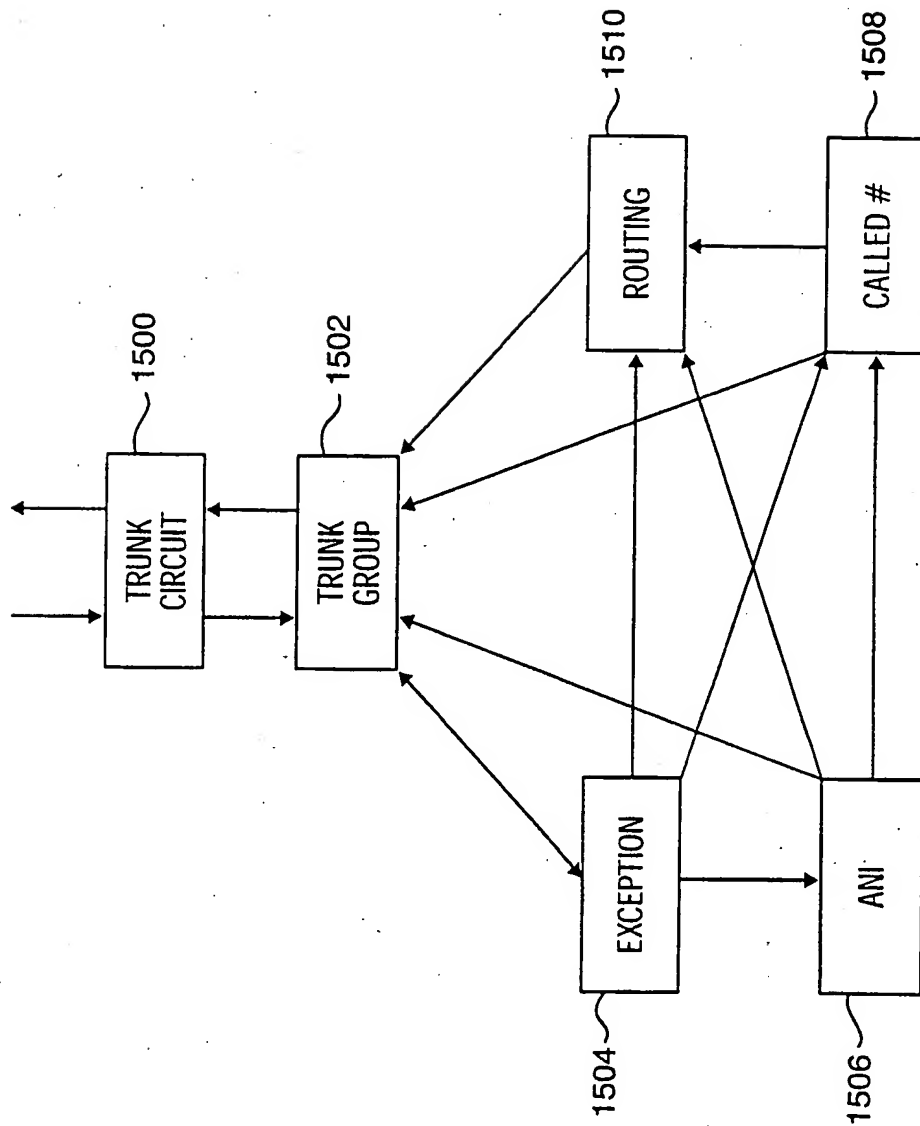 1500
TRUNK
CIRCUIT
1502
TRUNK
GROUP
1504
EXCEPTION
ROUTING
1510
1506
ANI
CALLED #
1508